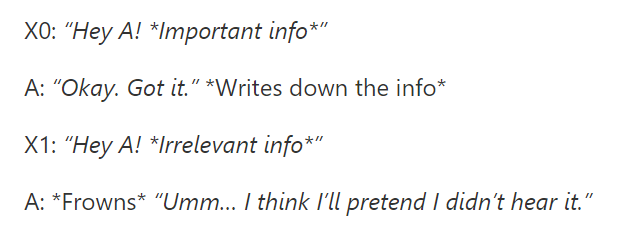 X0: “Hey A! *Important info*”
A: “Okay. Got it.” *Writes down the info*
X1: “Hey A! *Irrelevant info*”
A: *Frowns* “Umm… I think I’ll pretend I didn’t hear it.”